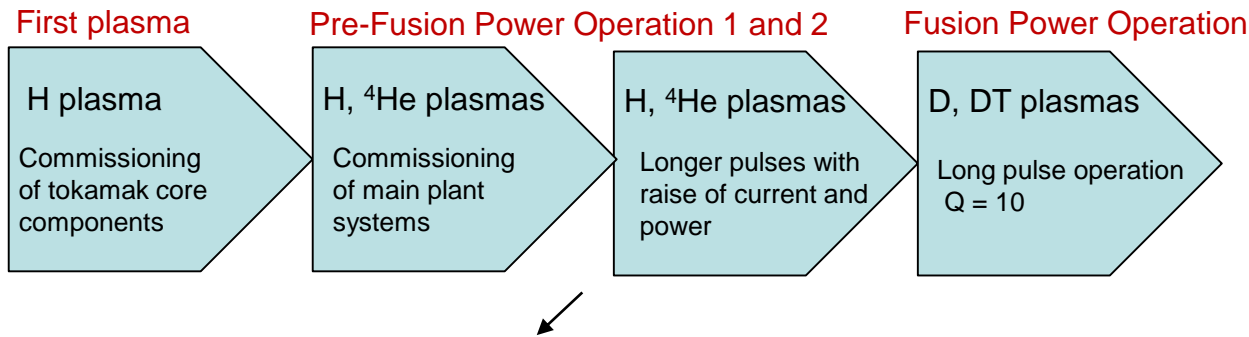 First plasma
Pre-Fusion Power Operation 1 and 2
Fusion Power Operation
H plasma
Commissioning
of tokamak core
components
H, ⁴He plasmas
Commissioning
of main plant
systems
H, ⁴He plasmas
Longer pulses with
raise of current and
power
D, DT plasmas
Long pulse operation
Q = 10